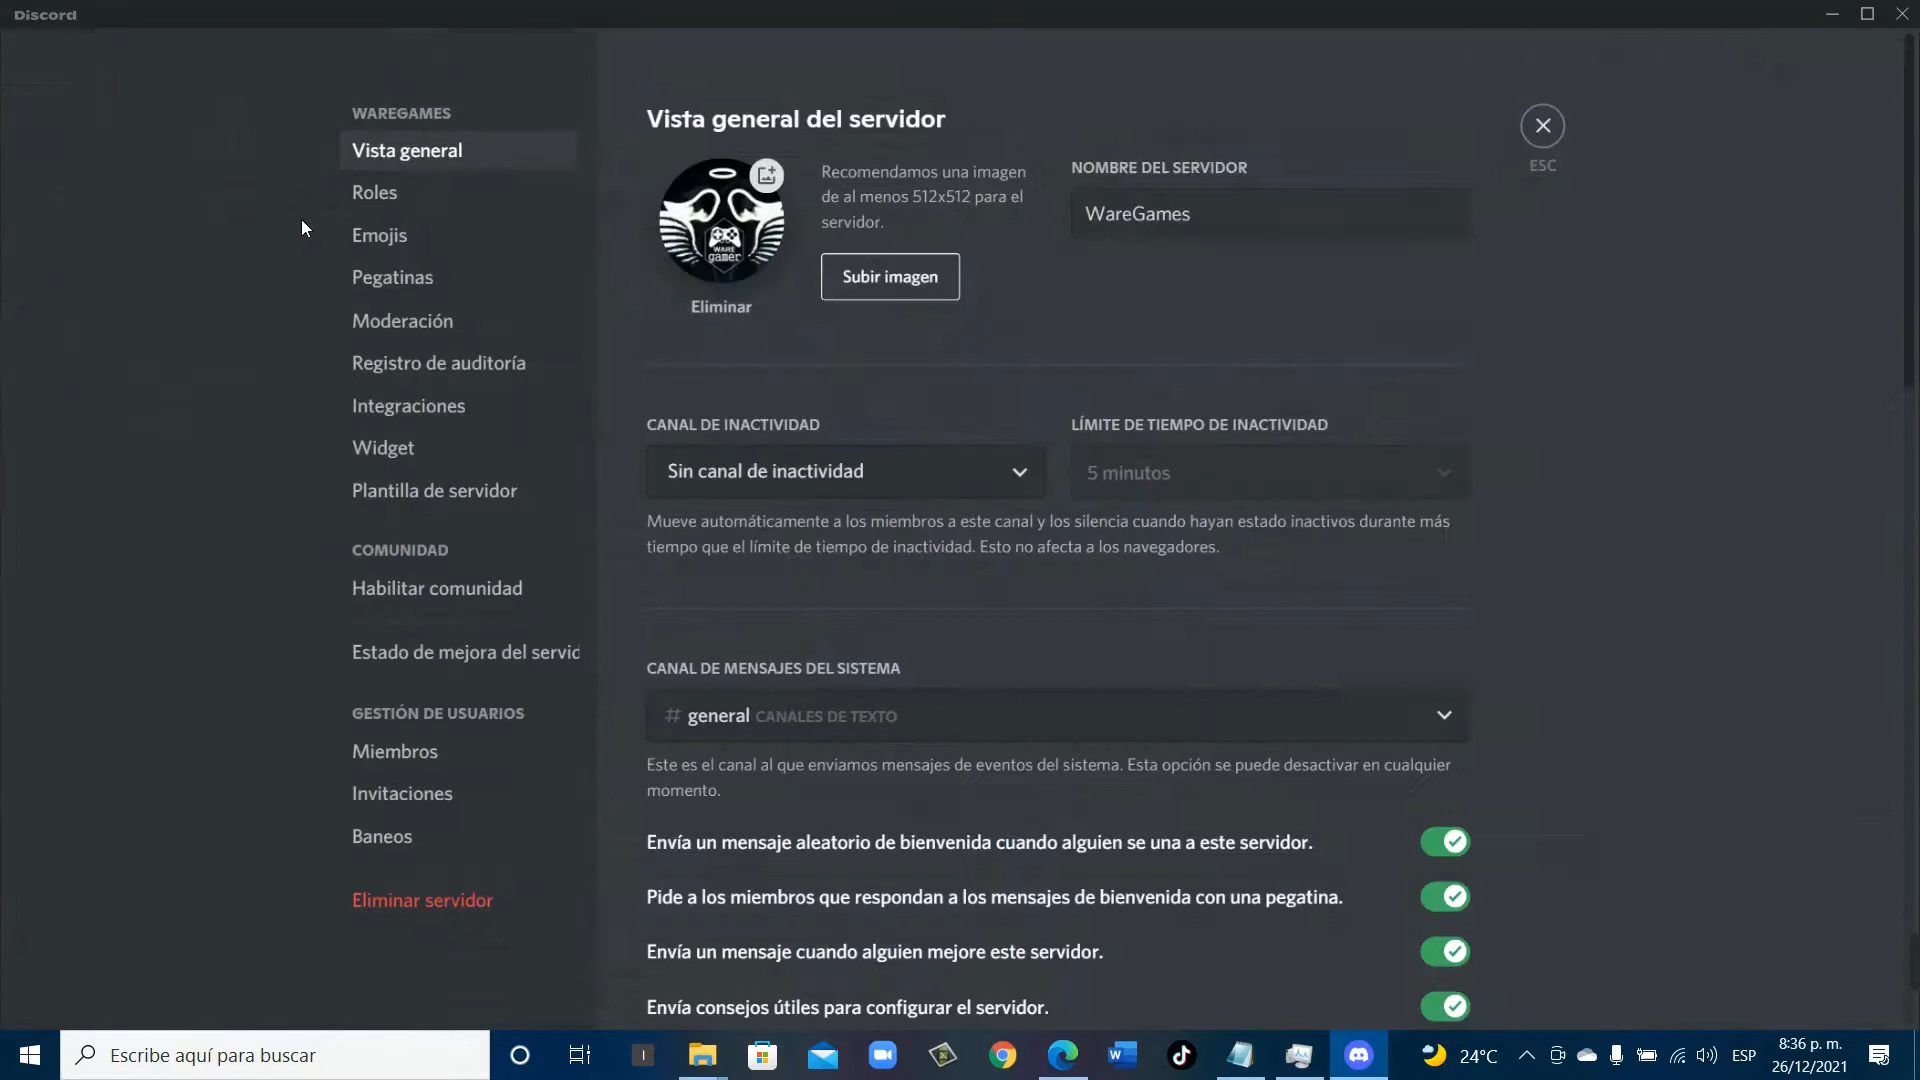 Discord
WAREGAMES
Vista general
Roles
Emojis
Pegatinas
Moderación
Registro de auditoría
Integraciones
Widget
Plantilla de servidor
COMUNIDAD
Habilitar comunidad
Estado de mejora del servid
GESTIÓN DE USUARIOS
Miembros
Invitaciones
Baneos
Eliminar servidor
Vista general del servidor
WARE
gamer
Eliminar
Recomendamos una imagen
de al menos 512x512 para el
servidor.
Subir imagen
NOMBRE DEL SERVIDOR
WareGames
ESC
CANAL DE INACTIVIDAD
Sin canal de inactividad
LÍMITE DE TIEMPO DE INACTIVIDAD
5 minutos
Mueve automáticamente a los miembros a este canal y los silencia cuando hayan estado inactivos durante más
tiempo que el límite de tiempo de inactividad. Esto no afecta a los navegadores.
CANAL DE MENSAJES DEL SISTEMA
# general CANALES DE TEXTO
Este es el canal al que enviamos mensajes de eventos del sistema. Esta opción se puede desactivar en cualquier
momento.
Envía un mensaje aleatorio de bienvenida cuando alguien se una a este servidor.
Pide a los miembros que respondan a los mensajes de bienvenida con una pegatina.
Envía un mensaje cuando alguien mejore este servidor.
Envía consejos útiles para configurar el servidor.
Escribe aquí para buscar
24°C
ESP
8:36 p. m.
26/12/2021